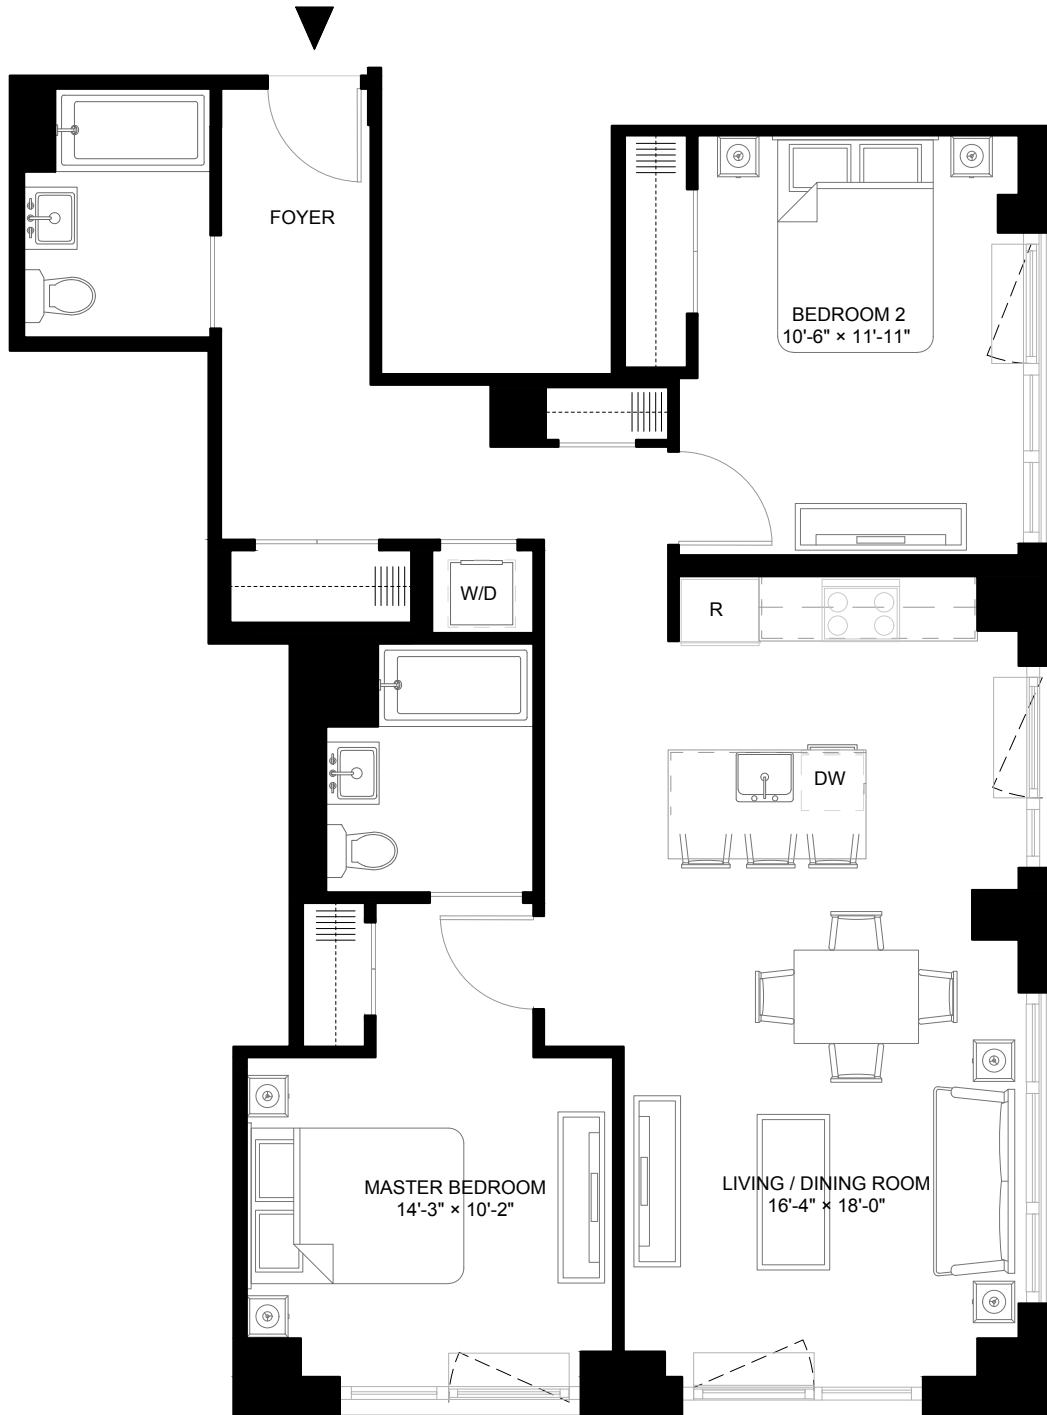 FOYER
BEDROOM 2
10'-6" × 11'-11"
W/D
R
DW
MASTER BEDROOM
14'-3" × 10'-2"
LIVING / DINING ROOM
16'-4" × 18'-0"